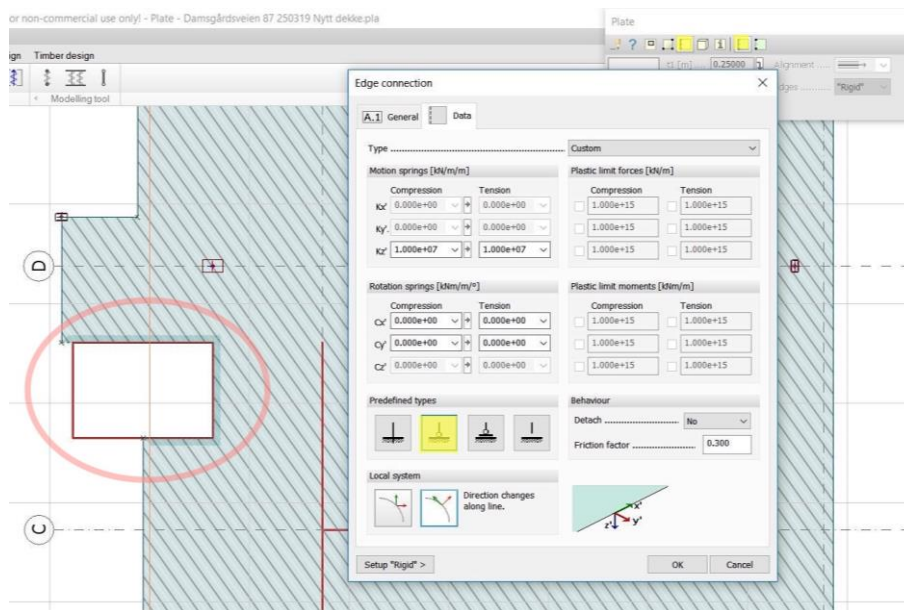 or non-commercial use only! - Plate - Damsgårdsveien 87 250319 Nytt dekke.pla
Plate
gn Timber design
t1 [m] 0.25000 Alignment .....
dges .......... "Rigid"
< Modelling tool
Edge connection
A.1 General Data
Type ................ Custom
Motion springs [kN/m/m] Plastic limit forces [kN/m]
Compression Tension Compression Tension
Kx' 0.000e+00 0.000e+00 1.000e+15 1.000e+15
Ky' 0.000e+00 0.000e+00 1.000e+15 1.000e+15
Kz' 1.000e+07 1.000e+07 1.000e+15 1.000e+15
D
Rotation springs [kNm/m/°] Plastic limit moments [kNm/m]
Compression Tension Compression Tension
Cx' 0.000e+00 0.000e+00 1.000e+15 1.000e+15
Cy' 0.000e+00 0.000e+00 1.000e+15 1.000e+15
Cz' 0.000e+00 0.000e+00 1.000e+15 1.000e+15
Predefined types Behaviour
Detach ................ No
Friction factor ................ 0.300
Local system
Direction changes
along line.
x'
y'
z'
C
Setup "Rigid" > OK Cancel